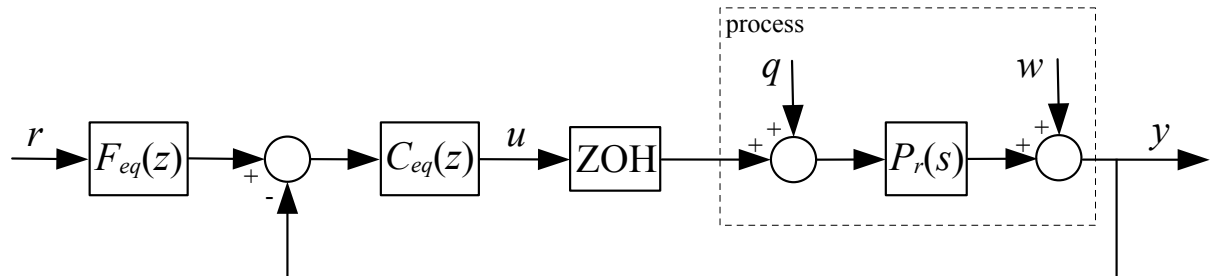 process
q
w
r
F_eq(z)
+
-
C_eq(z)
u
ZOH
+
+
P_r(s)
+
+
y